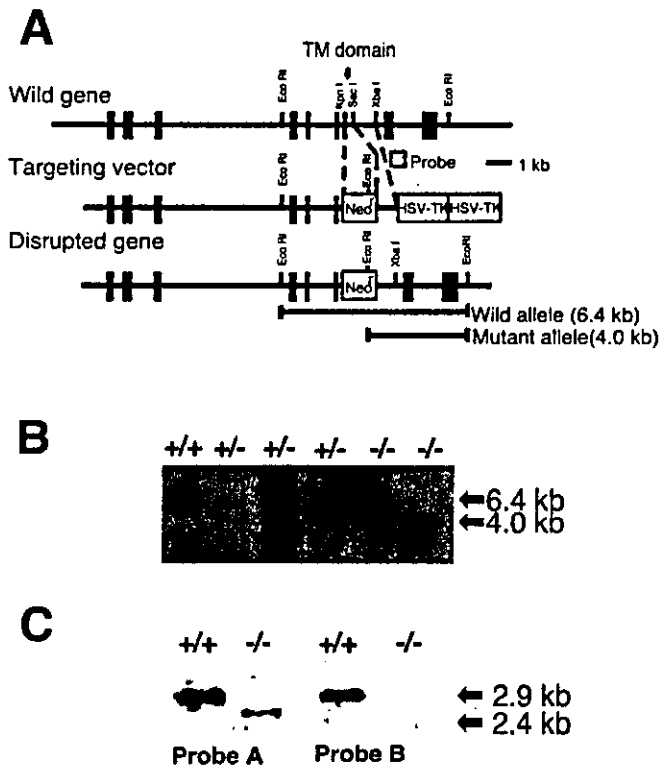 A
TM domain
Eco RI
Kpn I
Sac I
Xba I
Eco RI
Wild gene
Probe
1 kb
Targeting vector
Eco RI
Eco RI
Neo
HSV-TK
HSV-TK
Disrupted gene
Eco RI
Eco RI
Xba I
EcoRI
Neo
Wild allele (6.4 kb)
Mutant allele(4.0 kb)
B
+/+ +/- +/- +/- -/- -/-
6.4 kb
4.0 kb
C
+/+ -/- +/+ -/-
2.9 kb
2.4 kb
Probe A Probe B